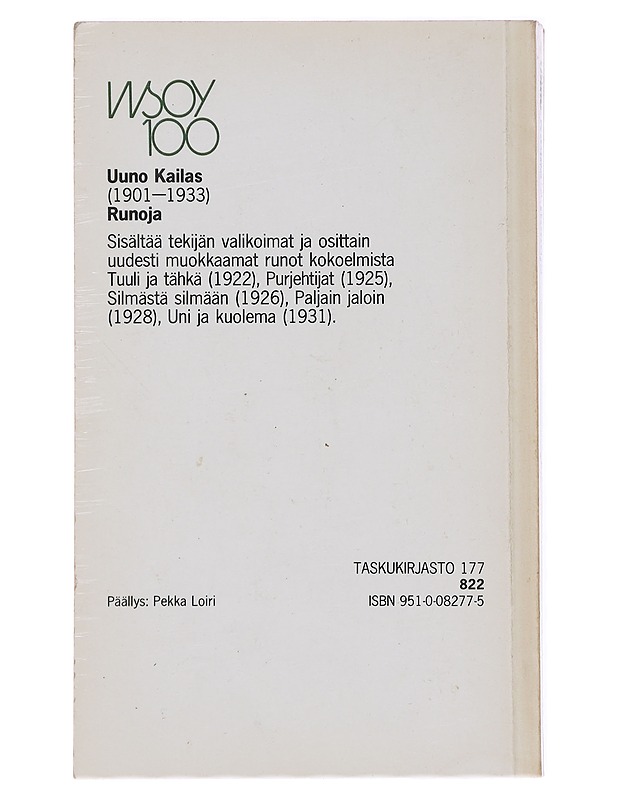 WSOY
100
Uuno Kailas
(1901—1933)
Runoja
Sisältää tekijän valikoimat ja osittain
uudesti muokkaamat runot kokoelmista
Tuuli ja tähkä (1922), Purjehtijat (1925),
Silmästä silmään (1926), Paljain jaloin
(1928), Uni ja kuolema (1931).
TASKUKIRJASTO 177
822
Päällys: Pekka Loiri
ISBN 951-0-08277-5